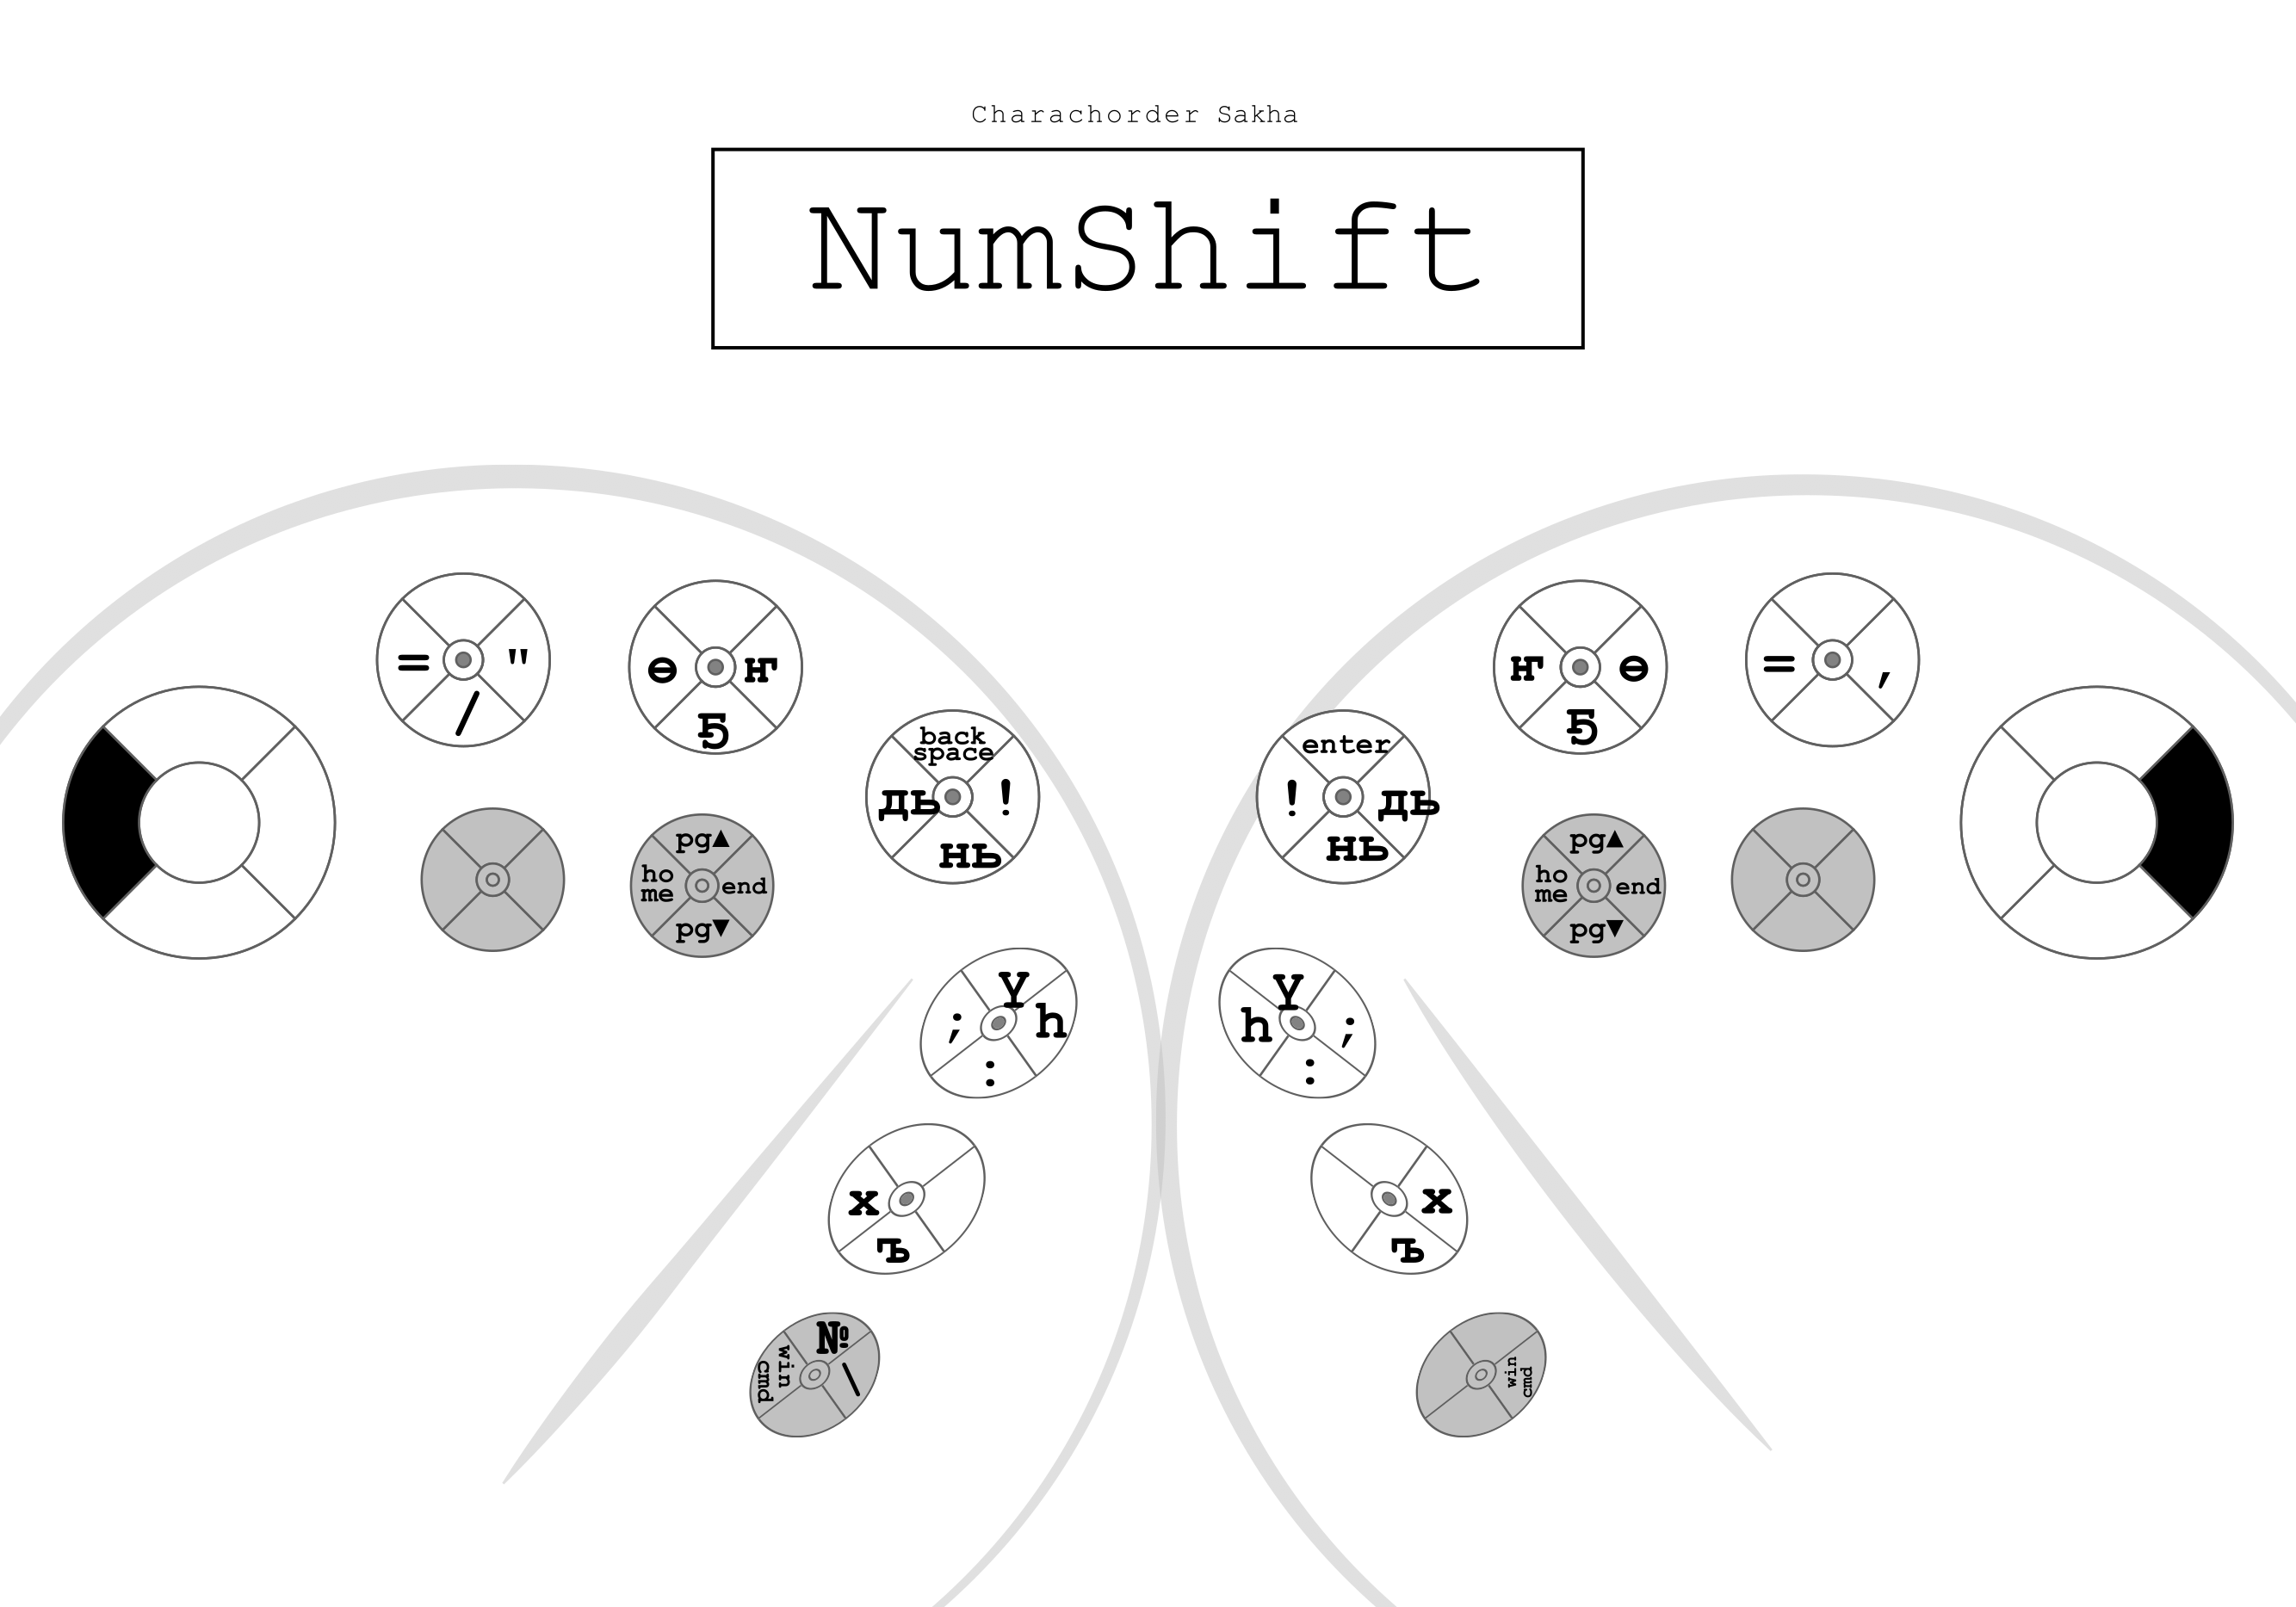 Charachorder Sakha
NumShift
= "
/
ө ҥ
ҕ
back
space
дь !
нь
enter
! дь
нь
ҥ ө
ҕ
= ,
pg▲
ho
me
end
pg▼
pg▲
ho
me
end
pg▼
Ү
; һ
:
Ү
һ ;
:
х
ъ
х
ъ
№
win
cmd
\
win
cmd